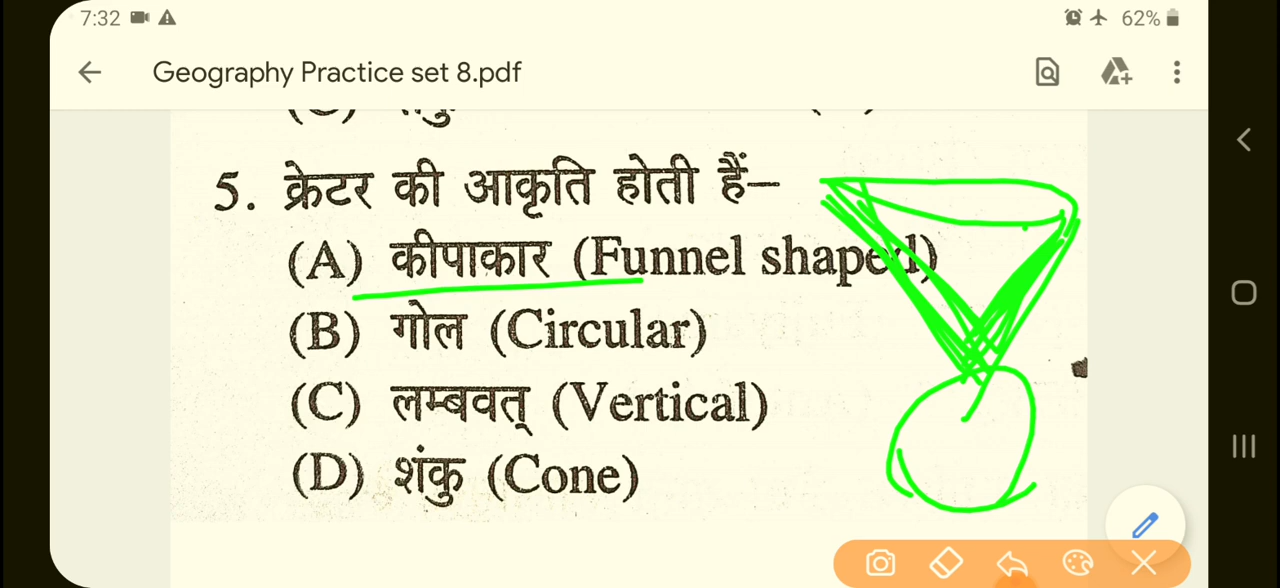 7:32
62%
Geography Practice set 8.pdf
5. क्रेटर की आकृति होती हैं–
(A) कीपाकार (Funnel shaped)
(B) गोल (Circular)
(C) लम्बवत् (Vertical)
(D) शंकु (Cone)